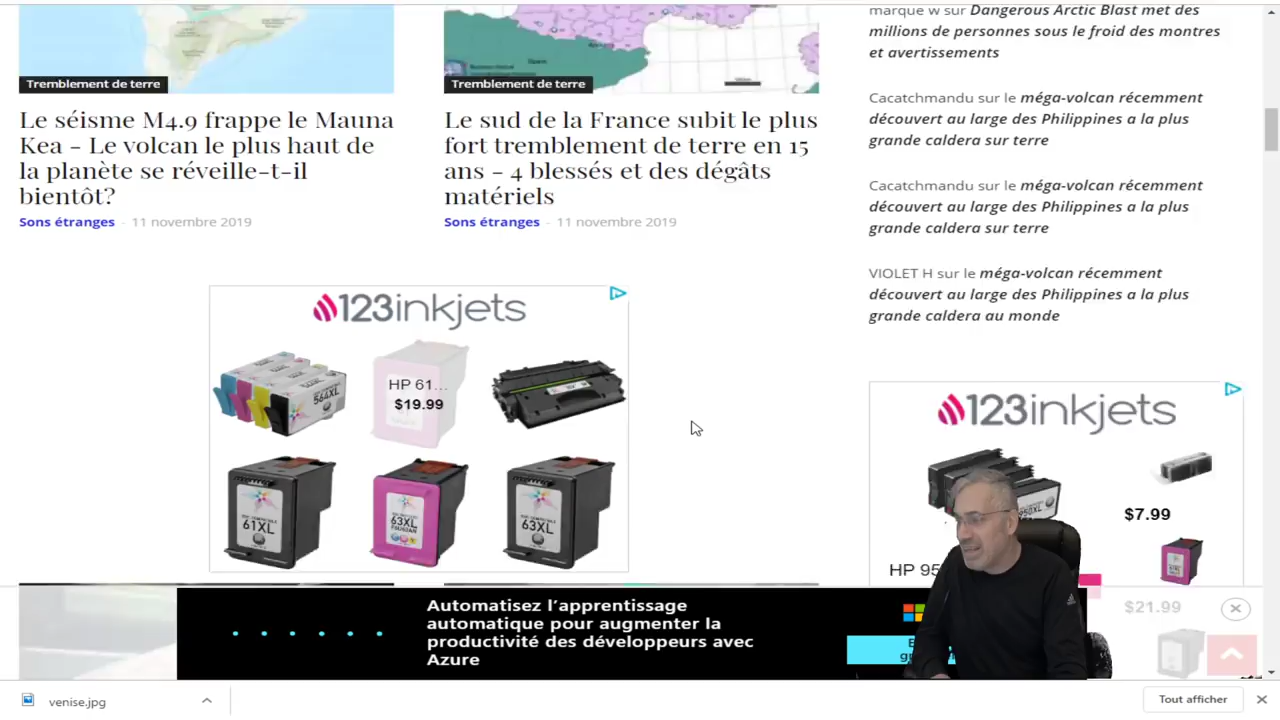 Tremblement de terre
Le séisme M4.9 frappe le Mauna
Kea - Le volcan le plus haut de
la planète se réveille-t-il
bientôt?
Sons étranges - 11 novembre 2019
Tremblement de terre
Le sud de la France subit le plus
fort tremblement de terre en 15
ans - 4 blessés et des dégâts
matériels
Sons étranges - 11 novembre 2019
marque w sur Dangerous Arctic Blast met des
millions de personnes sous le froid des montres
et avertissements
Cacatchmandu sur le méga-volcan récemment
découvert au large des Philippines a la plus
grande caldera sur terre
Cacatchmandu sur le méga-volcan récemment
découvert au large des Philippines a la plus
grande caldera sur terre
VIOLET H sur le méga-volcan récemment
découvert au large des Philippines a la plus
grande caldera au monde
123inkjets
564XL
HP 61...
$19.99
61XL
63XL
63XL
123inkjets
$7.99
HP 95
$21.99
Automatisez l'apprentissage
automatique pour augmenter la
productivité des développeurs avec
Azure
venise.jpg
Tout afficher